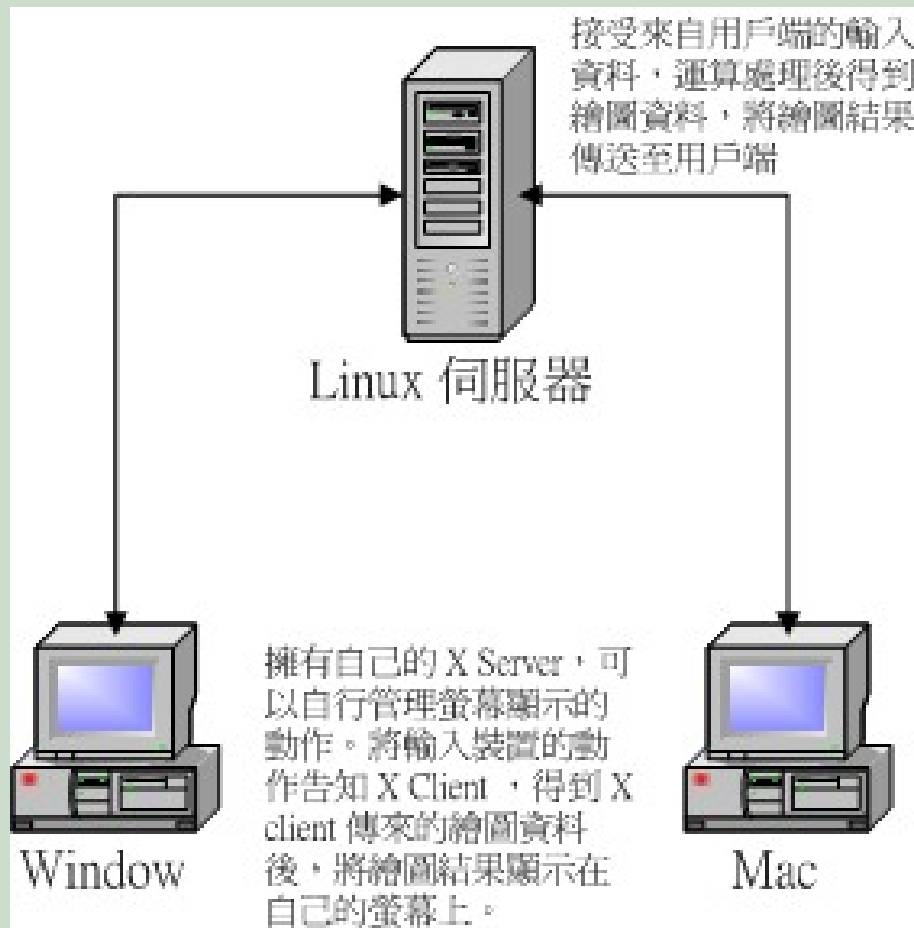 接受來自用戶端的輸入
資料，運算處理後得到
繪圖資料，將繪圖結果
傳送至用戶端
Linux 伺服器
擁有自己的 X Server，可
以自行管理螢幕顯示的
動作。將輸入裝置的動
作告知 X Client ，得到 X
client 傳來的繪圖資料
後，將繪圖結果顯示在
自己的螢幕上。
Window
Mac